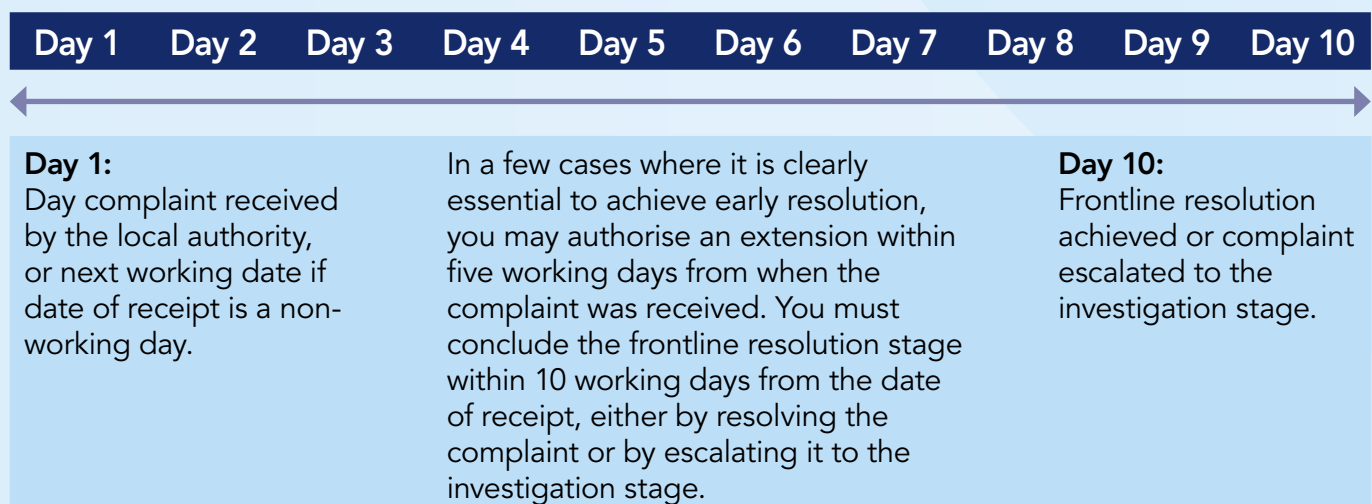 Day 1 Day 2 Day 3 Day 4 Day 5 Day 6 Day 7 Day 8 Day 9 Day 10
Day 1:
Day complaint received
by the local authority,
or next working date if
date of receipt is a non-
working day.
In a few cases where it is clearly
essential to achieve early resolution,
you may authorise an extension within
five working days from when the
complaint was received. You must
conclude the frontline resolution stage
within 10 working days from the date
of receipt, either by resolving the
complaint or by escalating it to the
investigation stage.
Day 10:
Frontline resolution
achieved or complaint
escalated to the
investigation stage.